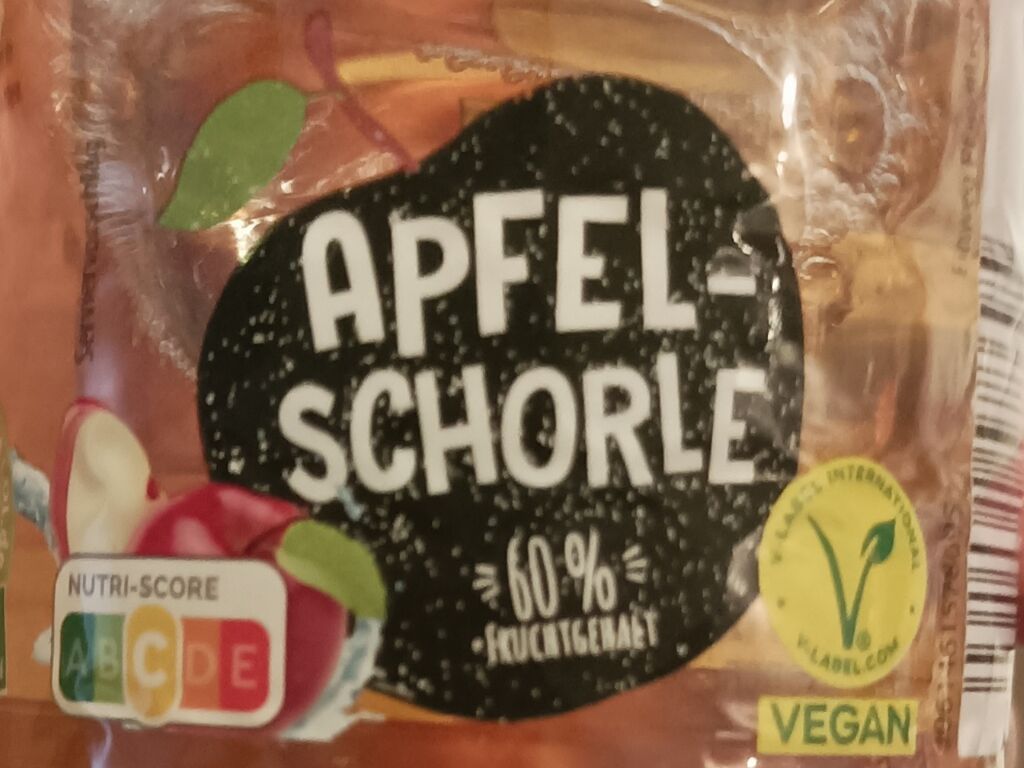 APFEL-
SCHORLE
60%
FRUCHTGEHALT
NUTRI-SCORE
A B C D E
V-LABEL INTERNATIONAL
V-LABEL.COM
VEGAN